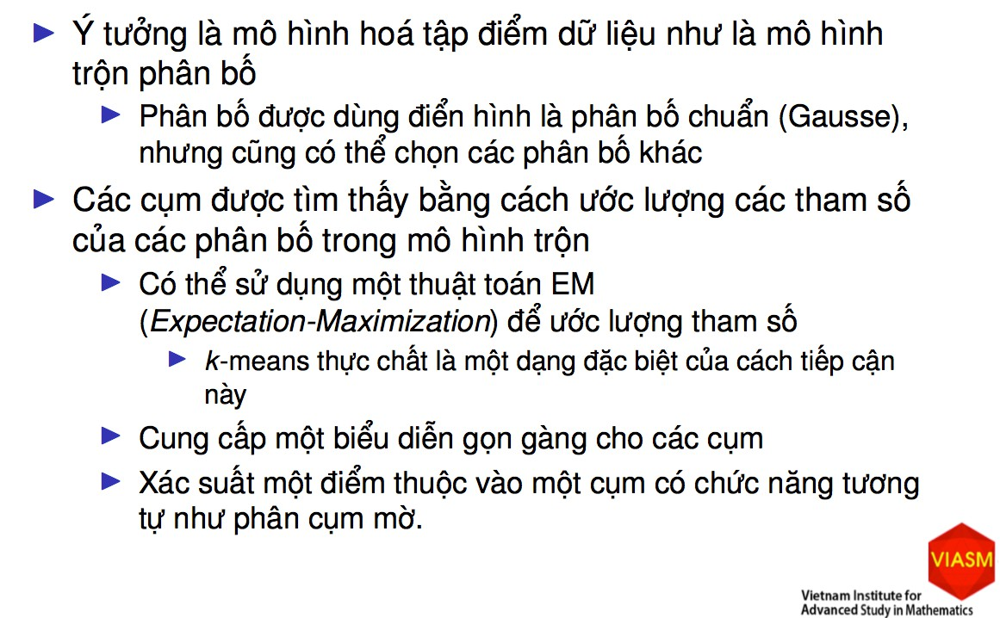 Ý tưởng là mô hình hoá tập điểm dữ liệu như là mô hình
trộn phân bố
Phân bố được dùng điển hình là phân bố chuẩn (Gausse),
nhưng cũng có thể chọn các phân bố khác
Các cụm được tìm thấy bằng cách ước lượng các tham số
của các phân bố trong mô hình trộn
Có thể sử dụng một thuật toán EM
(Expectation-Maximization) để ước lượng tham số
k-means thực chất là một dạng đặc biệt của cách tiếp cận
này
Cung cấp một biểu diễn gọn gàng cho các cụm
Xác suất một điểm thuộc vào một cụm có chức năng tương
tự như phân cụm mờ.
VIASM
Vietnam Institute for
Advanced Study in Mathematics